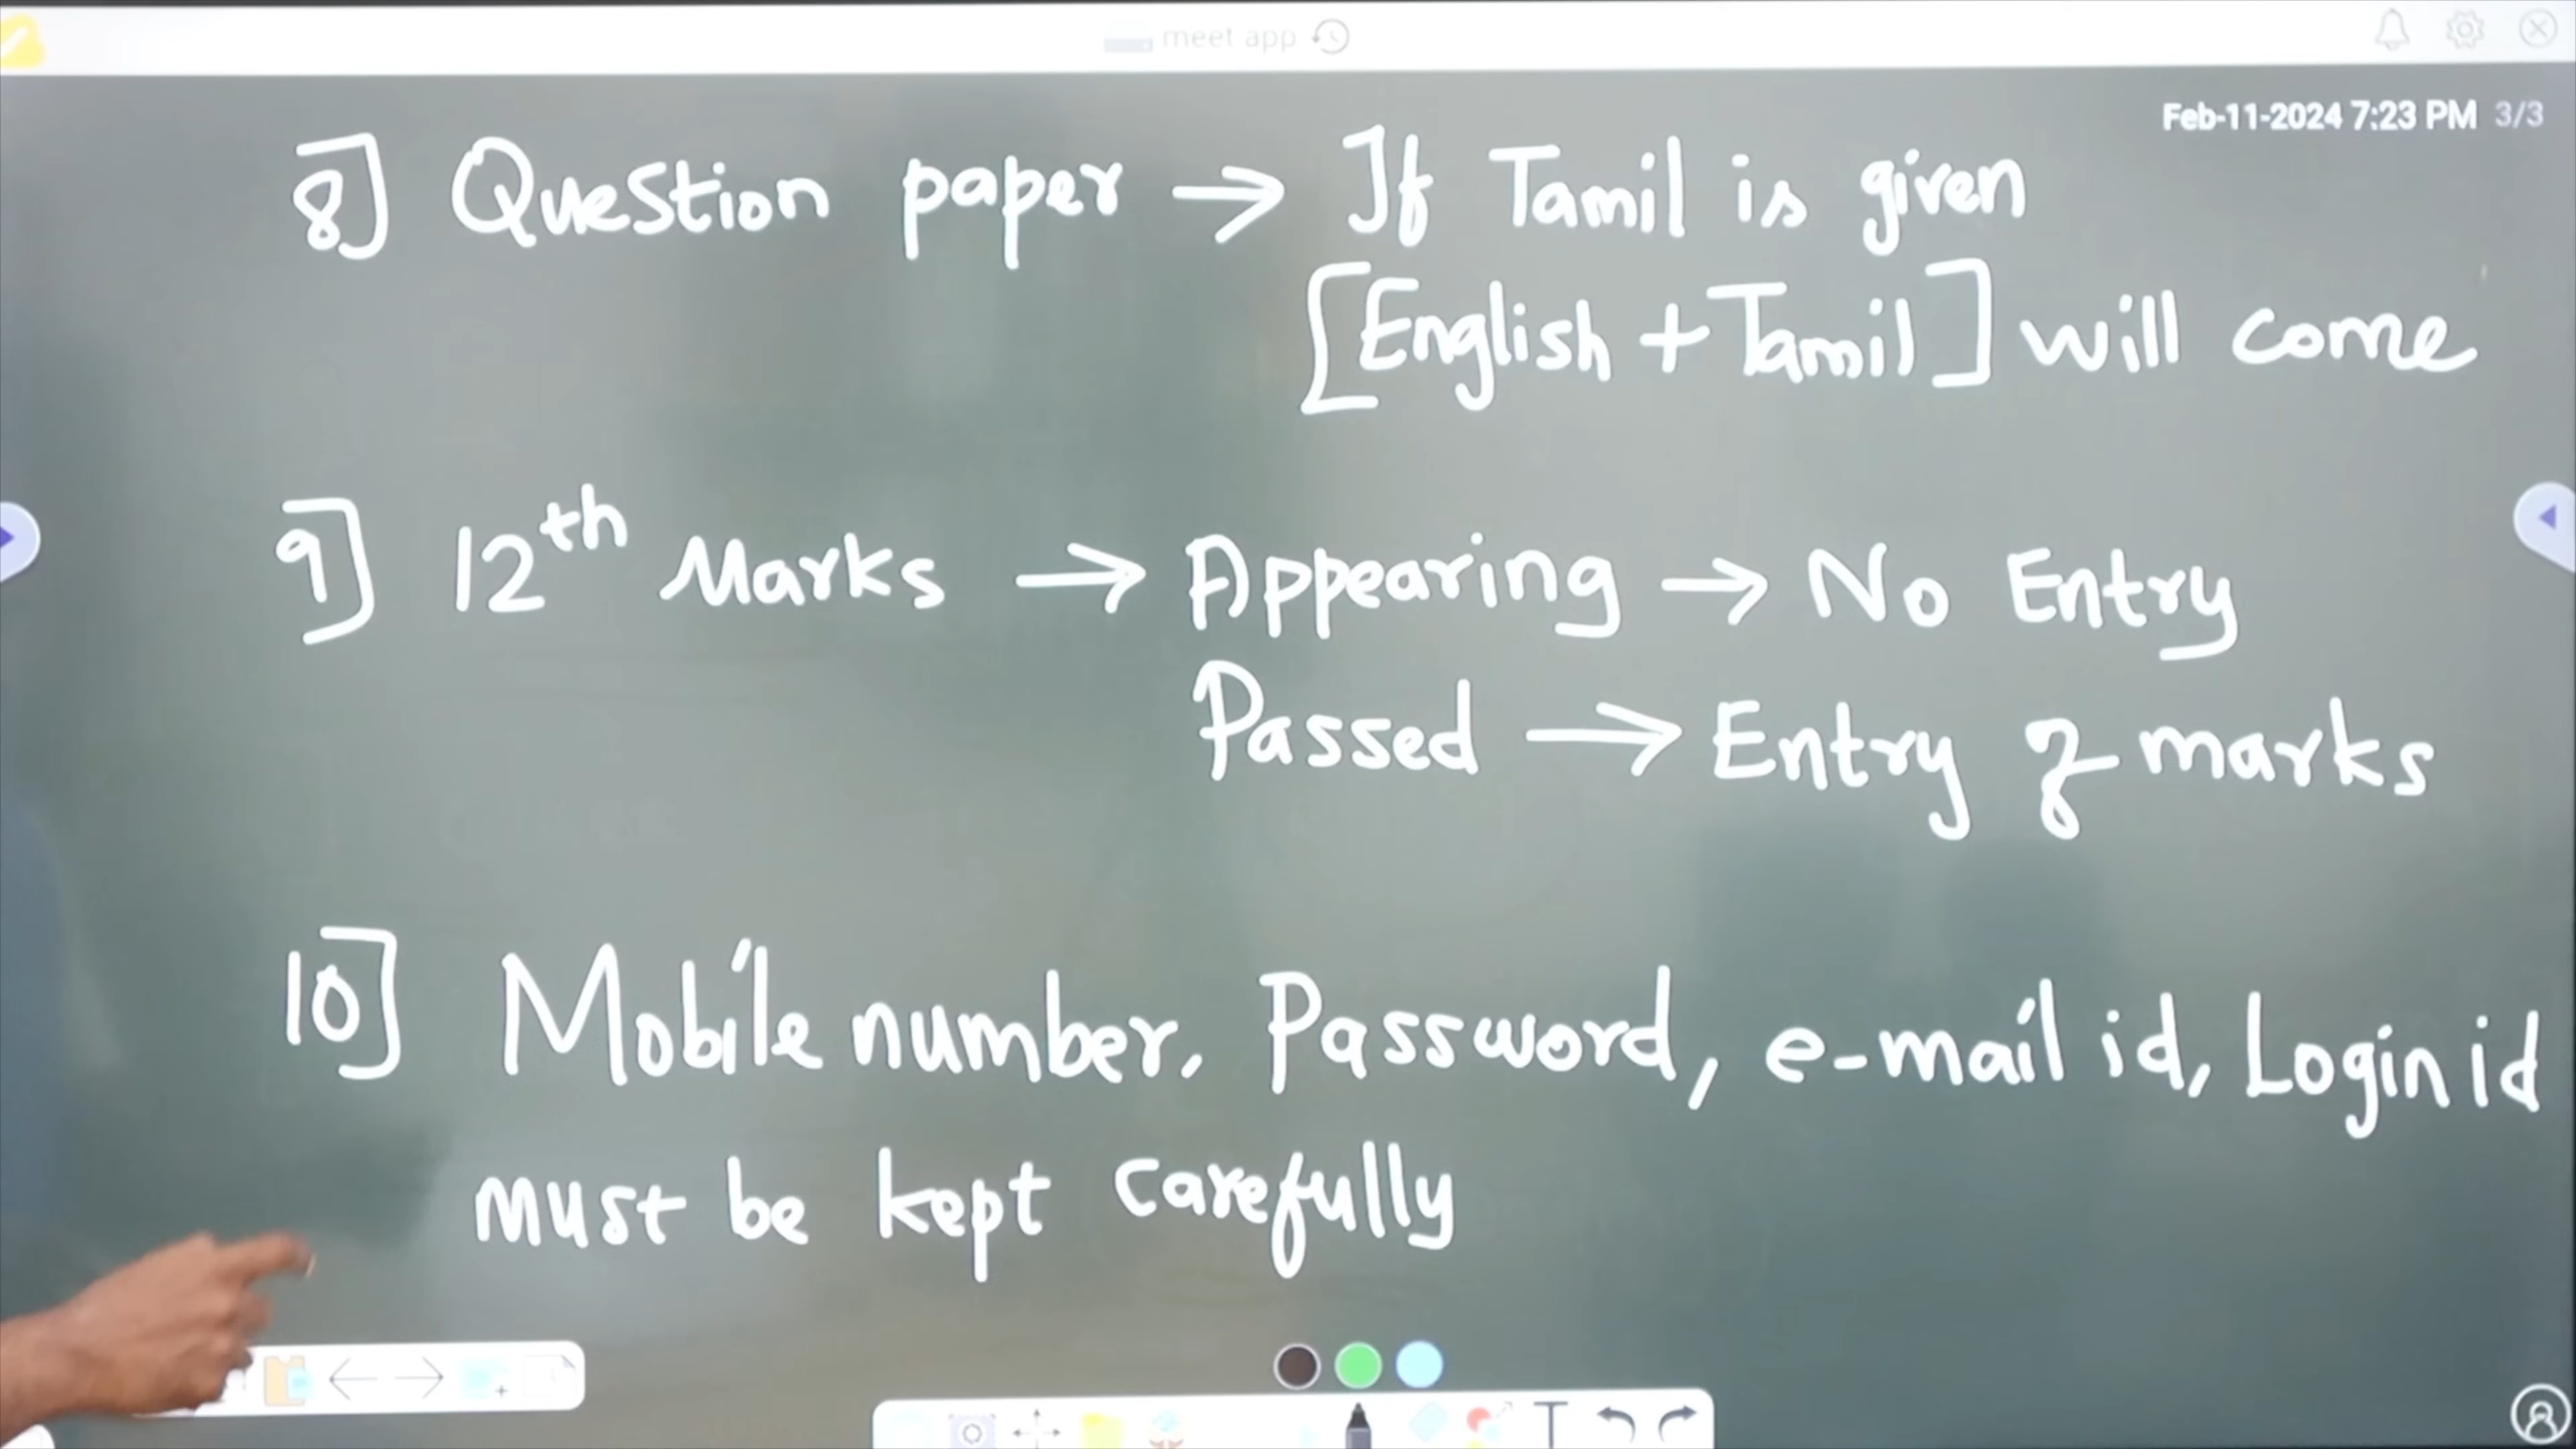 meet app
Feb-11-2024 7:23 PM 3/3
8] Question paper → If Tamil is given
[English + Tamil] will come
9] 12th Marks → Appearing → No Entry
Passed → Entry of marks
10] Mobile number, Password, e-mail id, Login id
must be kept carefully
T